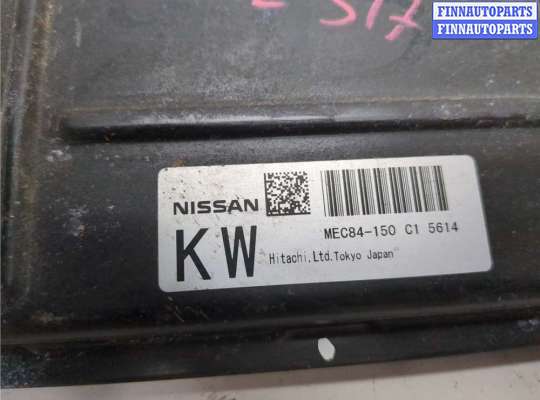 FINNAUTOPARTS
FINNAUTOPARTS
NISSAN
KW
MEC84-150 C1 5614
Hitachi,Ltd.Tokyo Japan